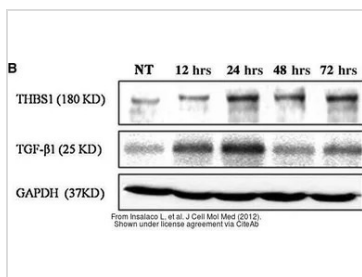 B
NT 12 hrs 24 hrs 48 hrs 72 hrs
THBS1 (180 KD)
TGF-β1 (25 KD)
GAPDH (37KD)
From Insalaco L, et al. J Cell Mol Med (2012).
Shown under license agreement via CiteAb